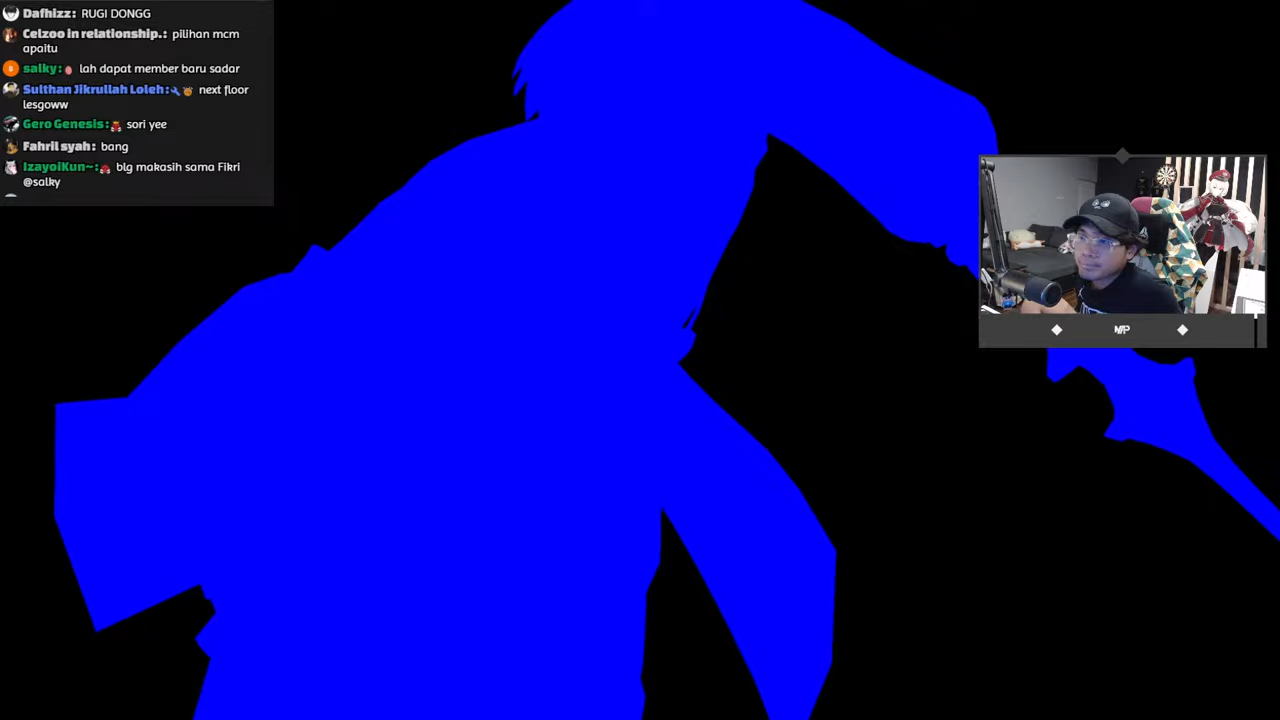 Dafhizz: RUGI DONGG
Celzoo in relationship.: pilihan mcm
apaitu
salky: lah dapat member baru sadar
Sulthan Jikrullah Loleh: next floor
lesgoww
Gero Genesis: sori yee
Fahril syah: bang
IzayoiKun~: blg makasih sama Fikri
@salky